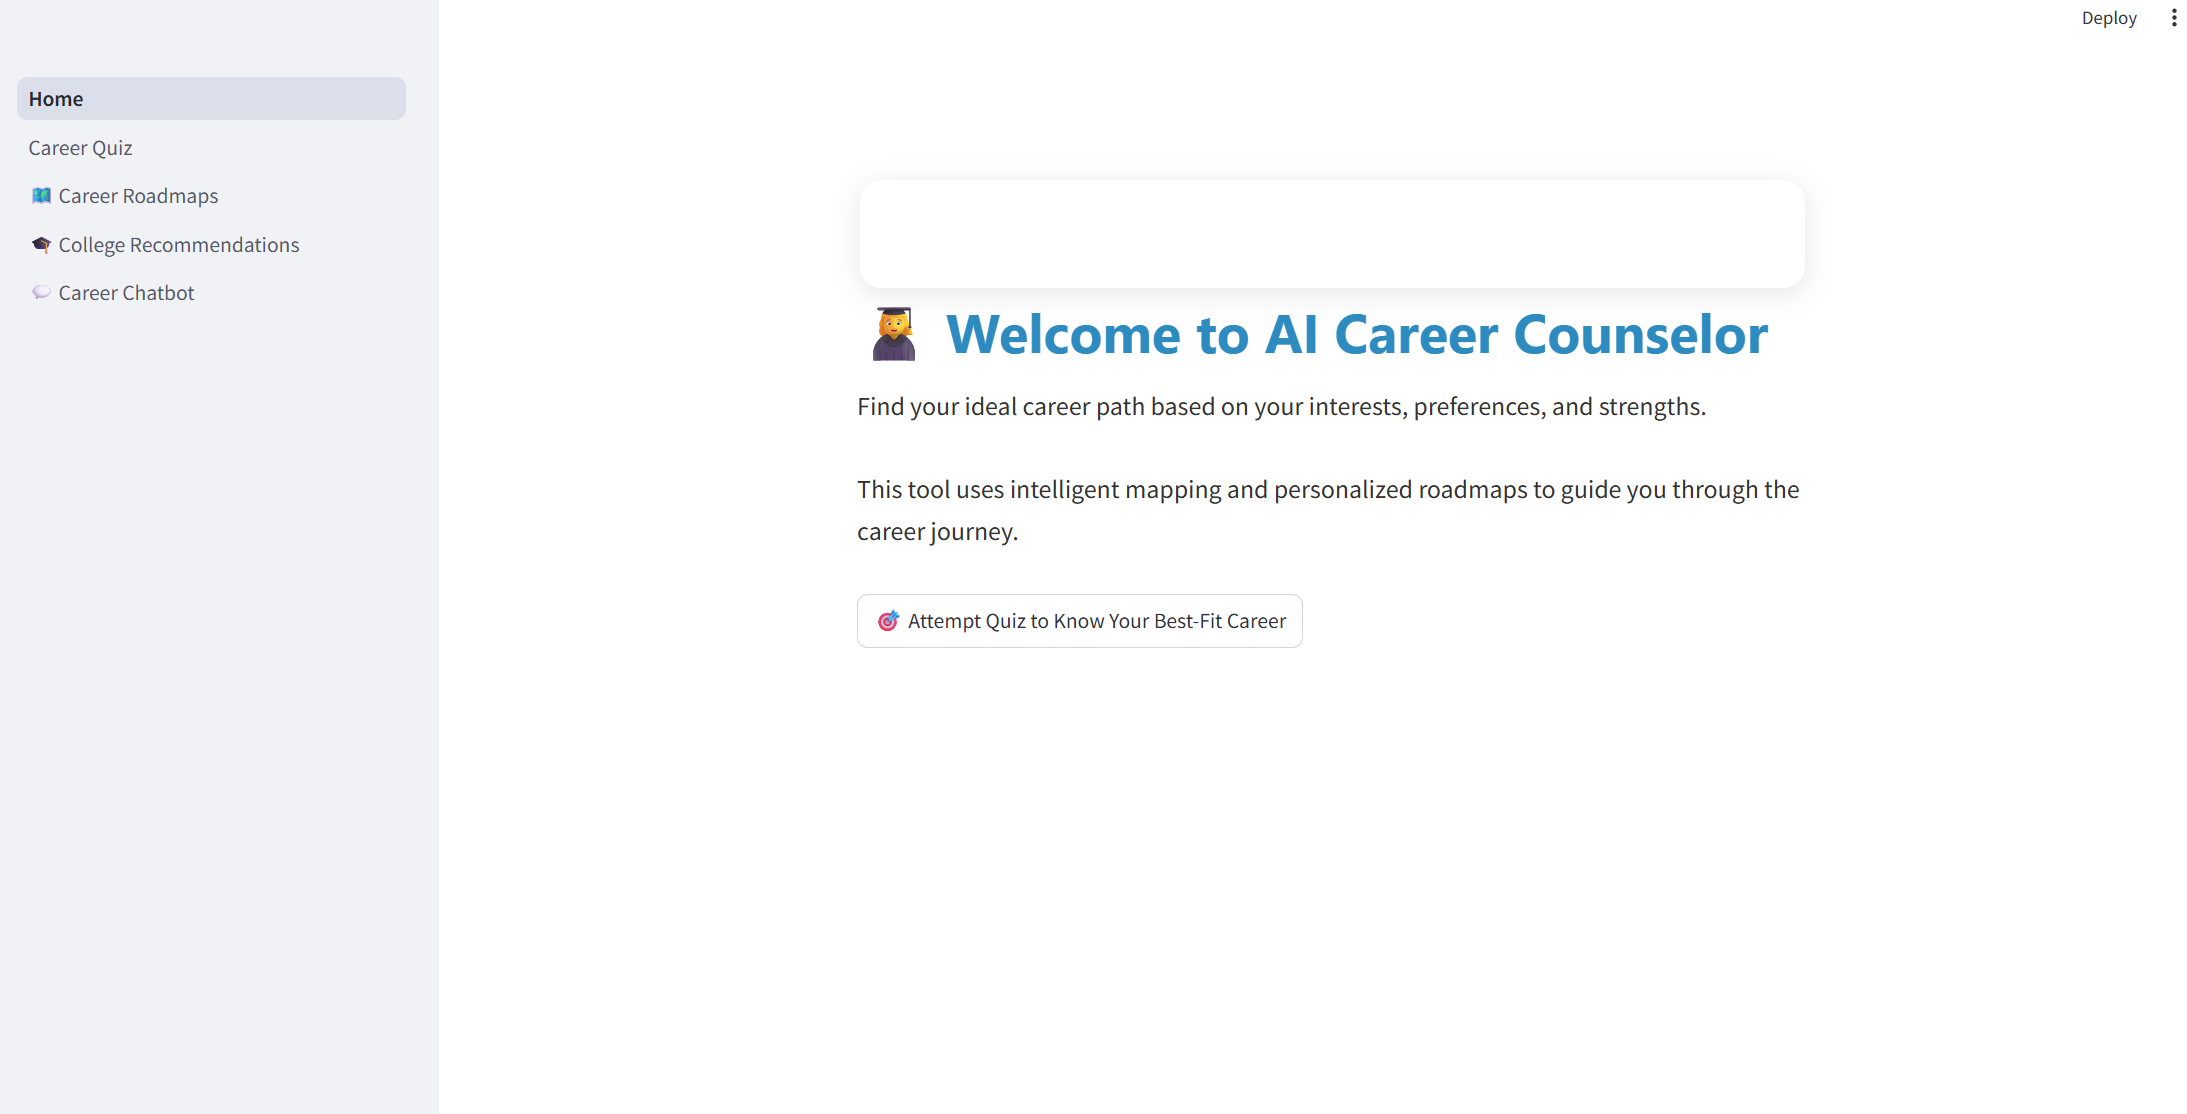 Deploy
Home
Career Quiz
Career Roadmaps
College Recommendations
Career Chatbot
Welcome to AI Career Counselor
Find your ideal career path based on your interests, preferences, and strengths.
This tool uses intelligent mapping and personalized roadmaps to guide you through the
career journey.
Attempt Quiz to Know Your Best-Fit Career